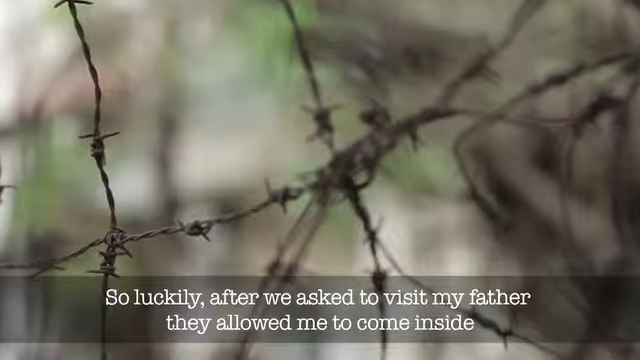 So luckily, after we asked to visit my father
they allowed me to come inside